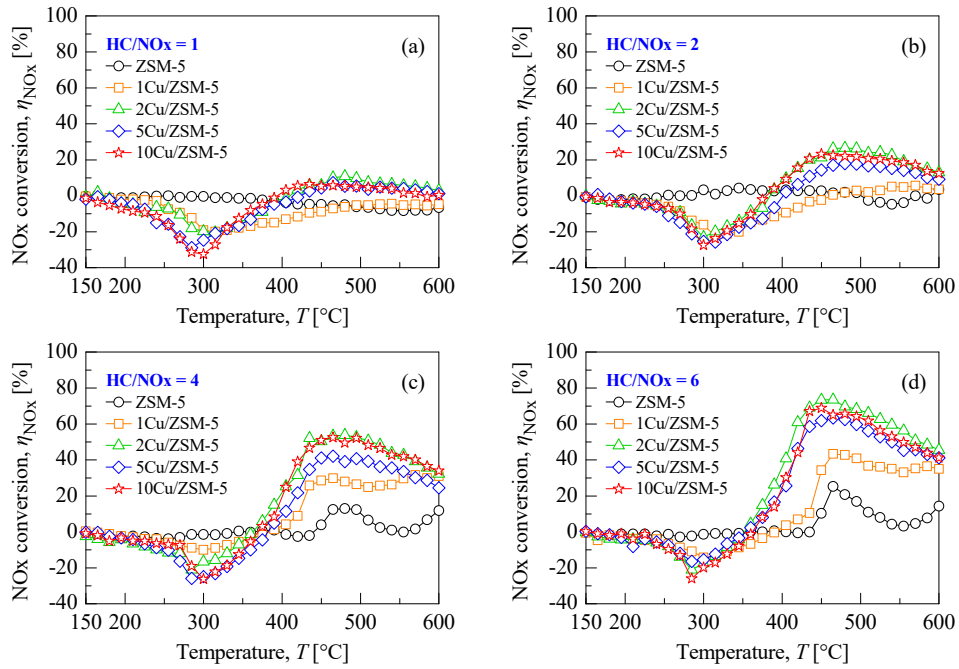 NOx conversion, ηNOx [%]
100
80
60
40
20
0
-20
-40
HC/NOx = 1
(a)
ZSM-5
1Cu/ZSM-5
2Cu/ZSM-5
5Cu/ZSM-5
10Cu/ZSM-5
150 200 300 400 500 600
Temperature, T [°C]
NOx conversion, ηNOx [%]
100
80
60
40
20
0
-20
-40
HC/NOx = 2
(b)
ZSM-5
1Cu/ZSM-5
2Cu/ZSM-5
5Cu/ZSM-5
10Cu/ZSM-5
150 200 300 400 500 600
Temperature, T [°C]
NOx conversion, ηNOx [%]
100
80
60
40
20
0
-20
-40
HC/NOx = 4
(c)
ZSM-5
1Cu/ZSM-5
2Cu/ZSM-5
5Cu/ZSM-5
10Cu/ZSM-5
150 200 300 400 500 600
Temperature, T [°C]
NOx conversion, ηNOx [%]
100
80
60
40
20
0
-20
-40
HC/NOx = 6
(d)
ZSM-5
1Cu/ZSM-5
2Cu/ZSM-5
5Cu/ZSM-5
10Cu/ZSM-5
150 200 300 400 500 600
Temperature, T [°C]